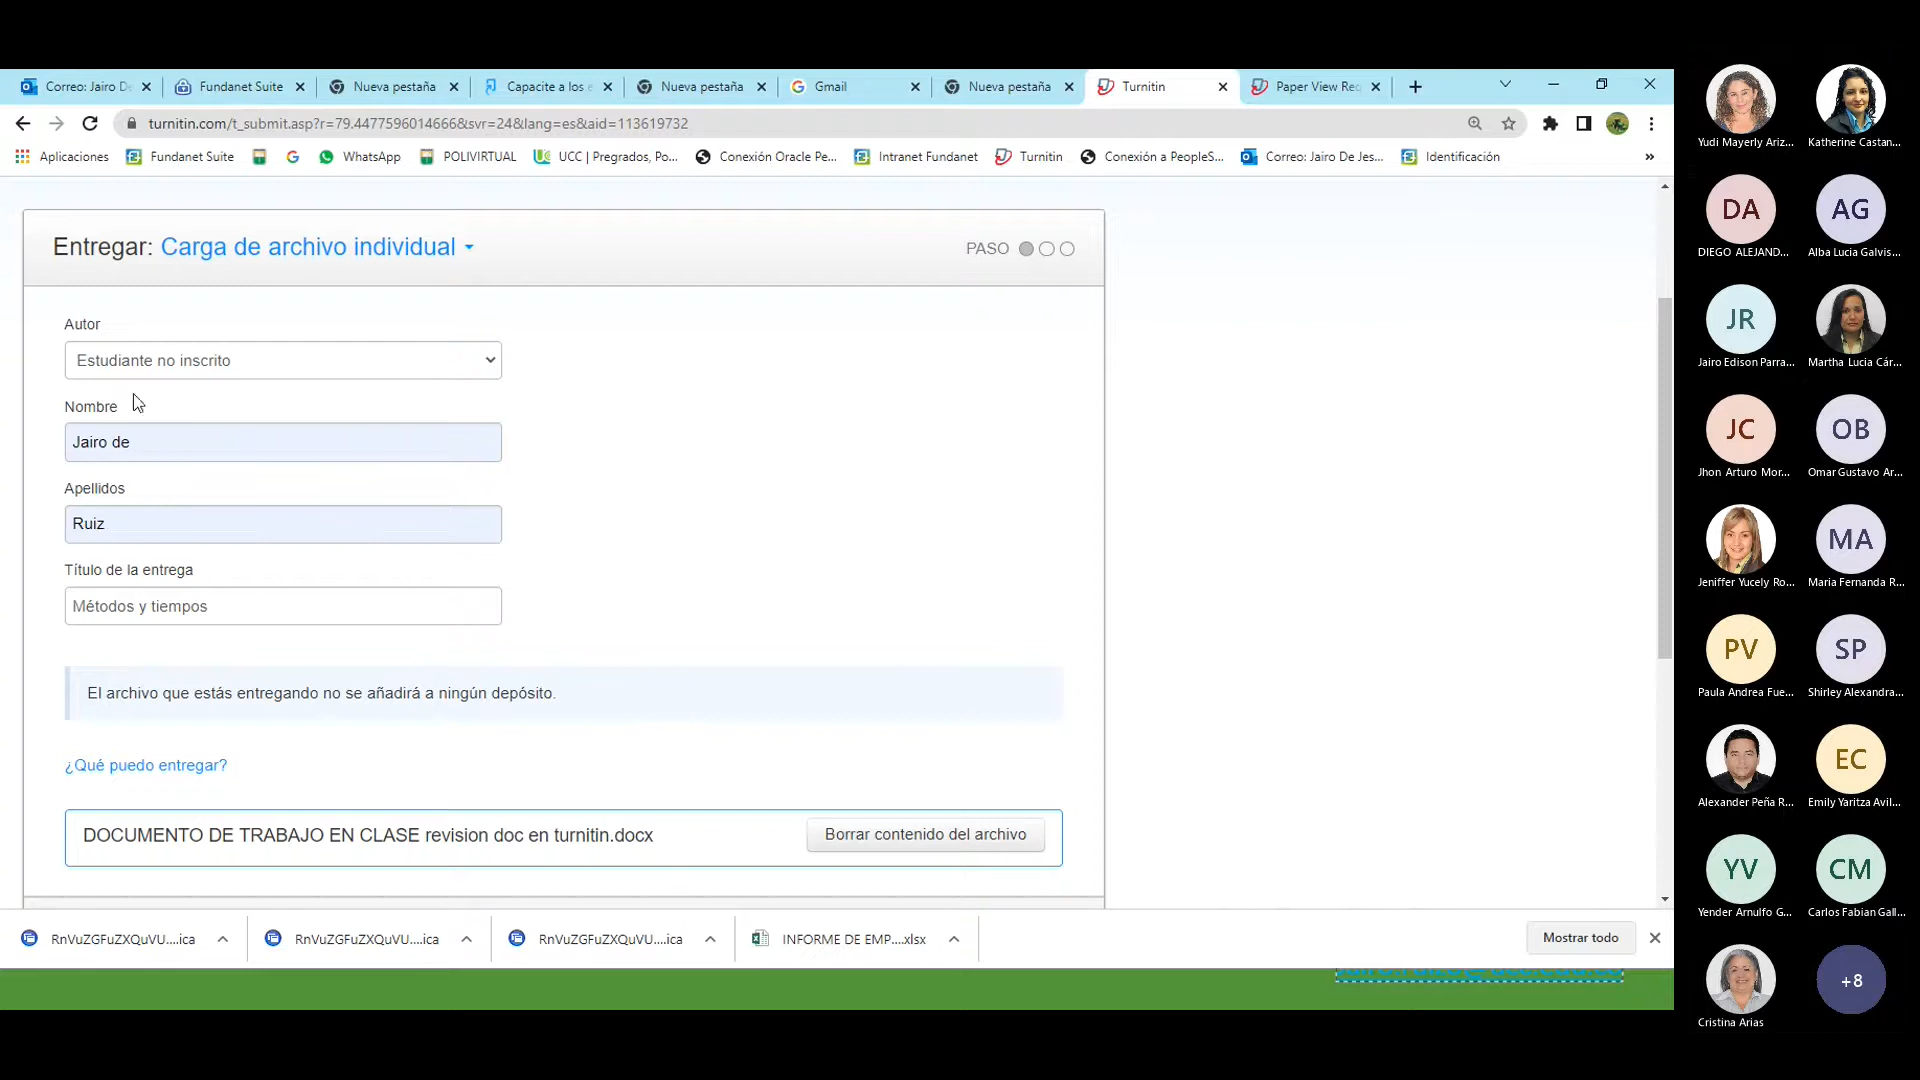 Correo: Jairo D
Fundanet Suite
Nueva pestaña
Capacite a los e
Nueva pestaña
Gmail
Nueva pestaña
Turnitin
Paper View Req
turnitin.com/t_submit.asp?r=79.4477596014666&svr=24&lang=es&aid=113619732
Aplicaciones
Fundanet Suite
WhatsApp
POLIVIRTUAL
UCC | Pregrados, Po...
Conexión Oracle Pe...
Intranet Fundanet
Turnitin
Conexión a PeopleS...
Correo: Jairo De Jes...
Identificación
»
Entregar: Carga de archivo individual
PASO
Autor
Estudiante no inscrito
Nombre
Jairo de
Apellidos
Ruiz
Título de la entrega
Métodos y tiempos
El archivo que estás entregando no se añadirá a ningún depósito.
¿Qué puedo entregar?
DOCUMENTO DE TRABAJO EN CLASE revision doc en turnitin.docx
Borrar contenido del archivo
RnVuZGFuZXQuVU....ica
RnVuZGFuZXQuVU....ica
RnVuZGFuZXQuVU....ica
INFORME DE EMP....xlsx
Mostrar todo
Yudi Mayerly Ariz...
Katherine Castan...
DA
DIEGO ALEJAND...
AG
Alba Lucia Galvis...
JR
Jairo Edison Parra...
Martha Lucia Cár...
JC
Jhon Arturo Mor...
OB
Omar Gustavo Ar...
Jeniffer Yucely Ro...
MA
Maria Fernanda R...
PV
Paula Andrea Fue...
SP
Shirley Alexandra...
Alexander Peña R...
EC
Emily Yaritza Avil...
YV
Yender Arnulfo G...
CM
Carlos Fabian Gall...
Cristina Arias
+8